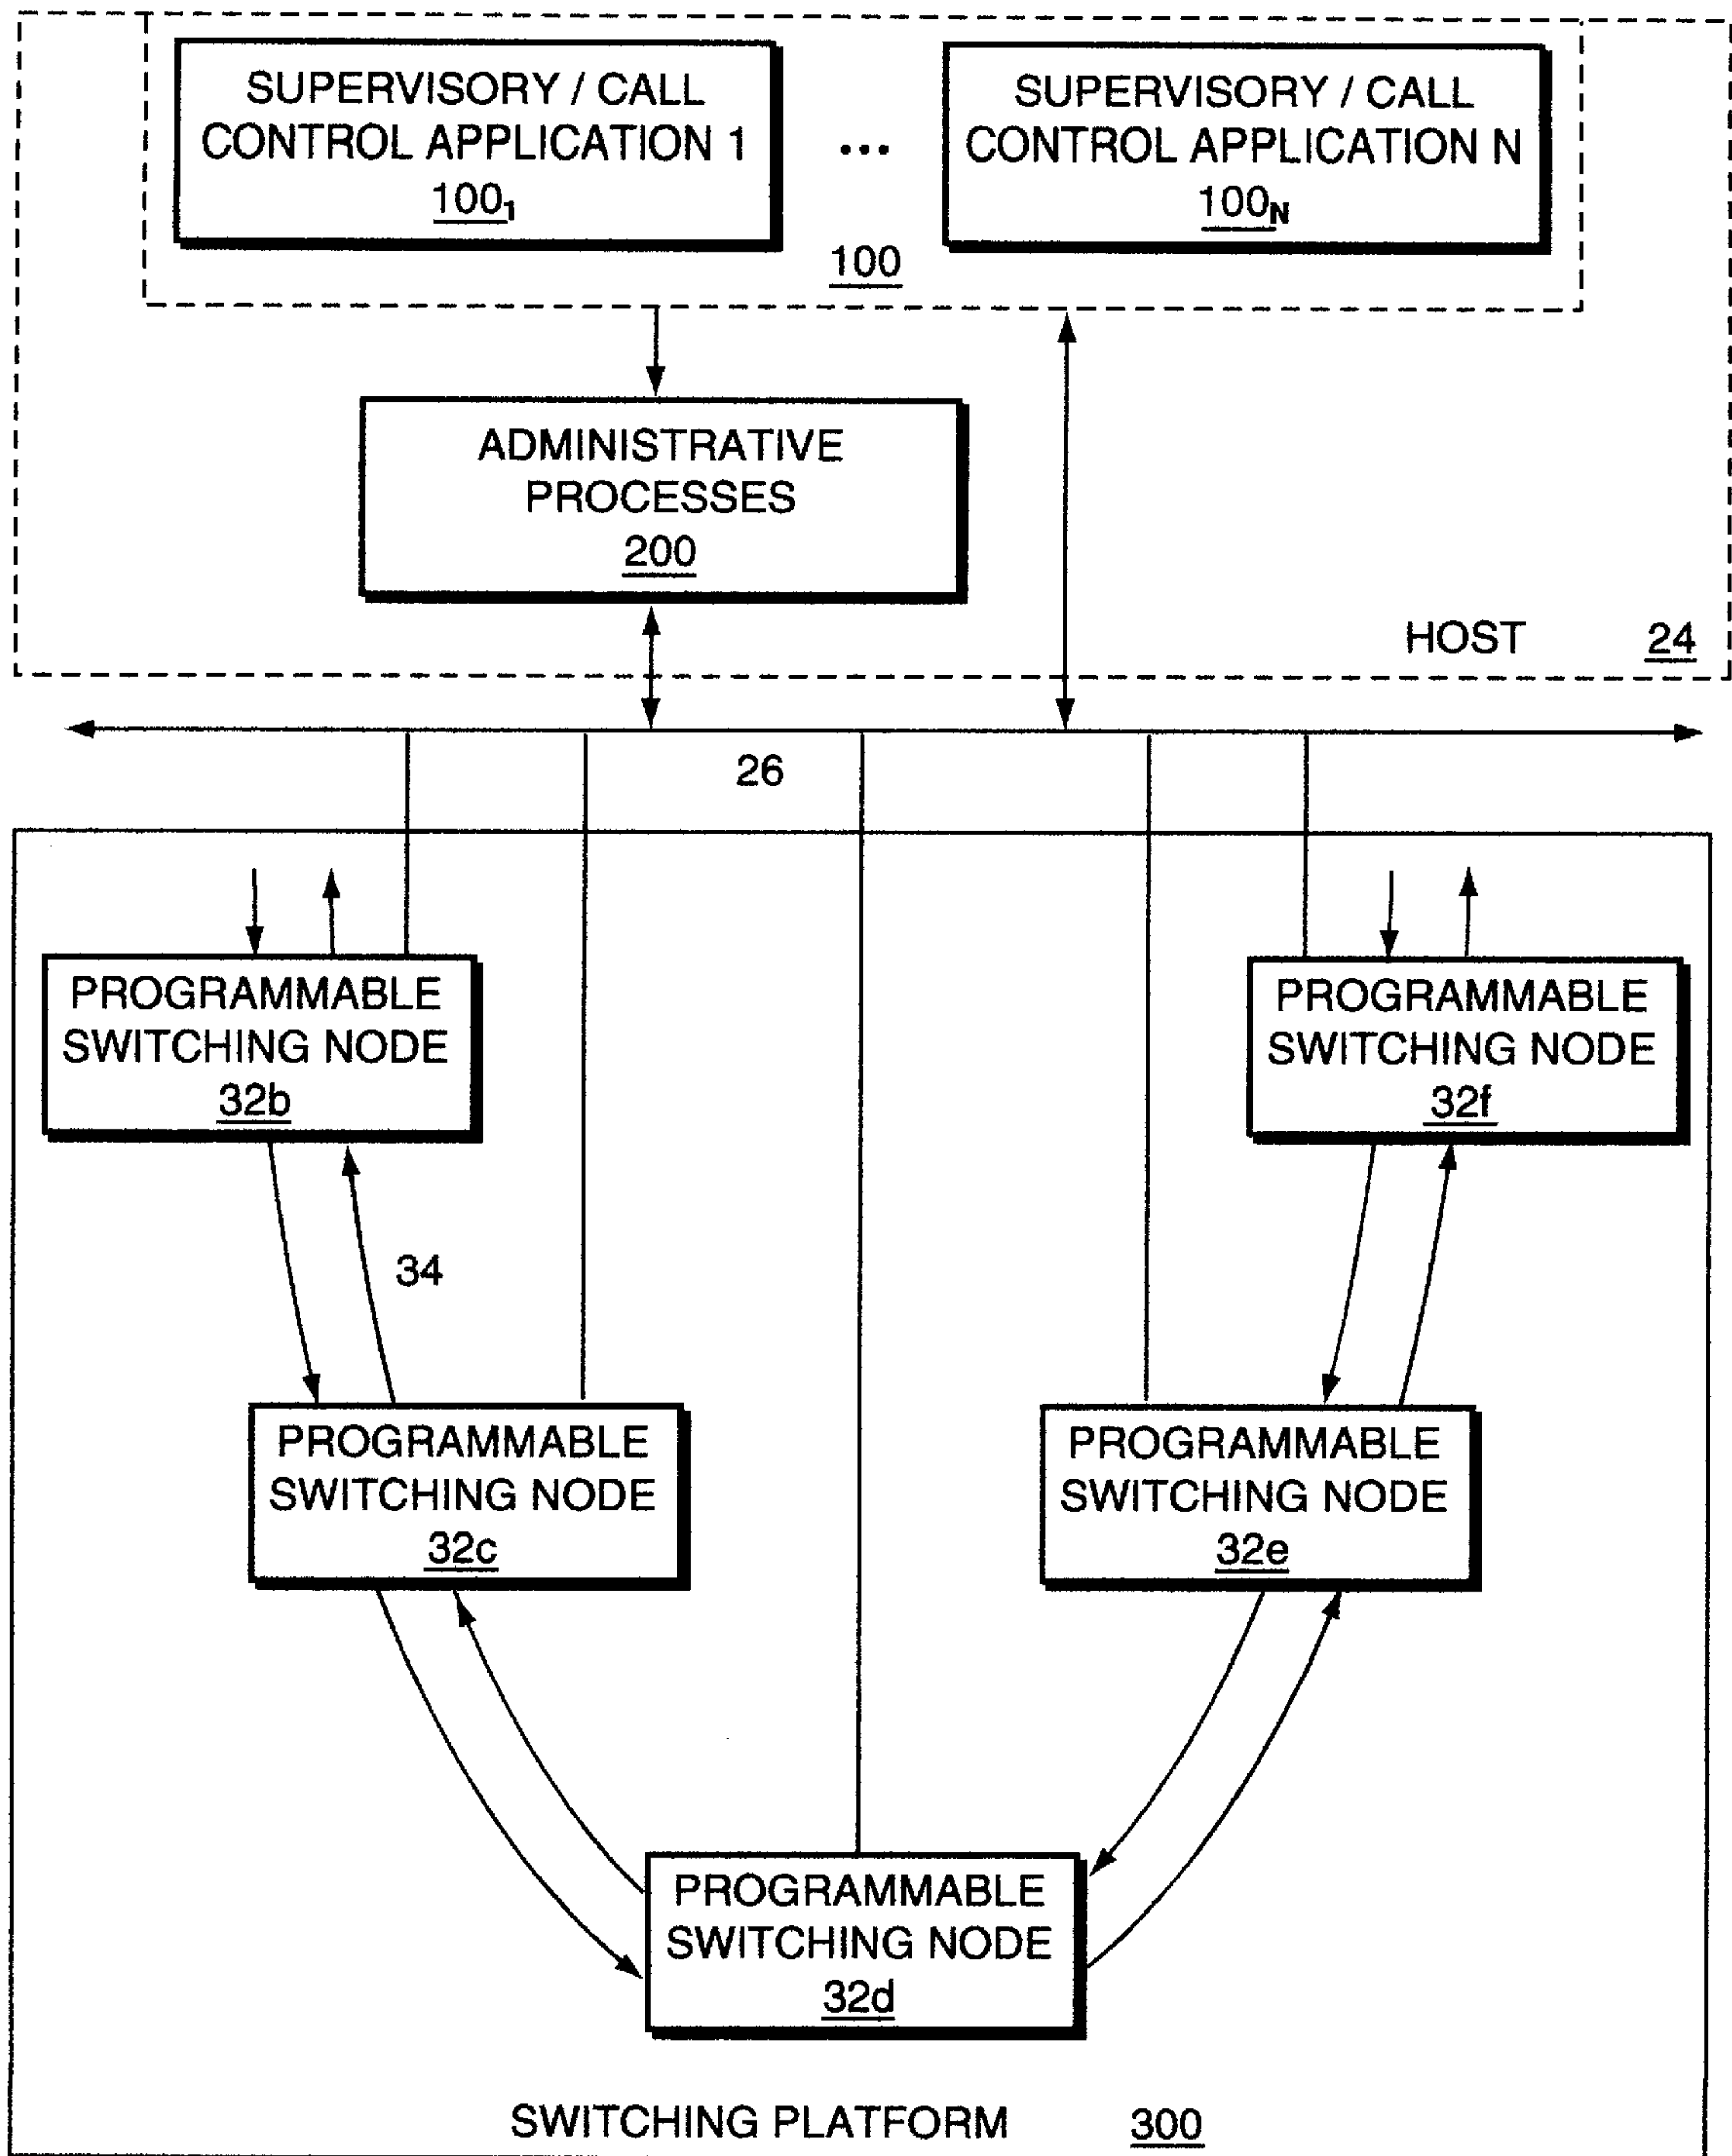 SUPERVISORY / CALL
CONTROL APPLICATION 1
100₁
...
SUPERVISORY / CALL
CONTROL APPLICATION N
100_N
100
ADMINISTRATIVE
PROCESSES
200
HOST 24
26
PROGRAMMABLE
SWITCHING NODE
32b
PROGRAMMABLE
SWITCHING NODE
32f
34
PROGRAMMABLE
SWITCHING NODE
32c
PROGRAMMABLE
SWITCHING NODE
32e
PROGRAMMABLE
SWITCHING NODE
32d
SWITCHING PLATFORM 300